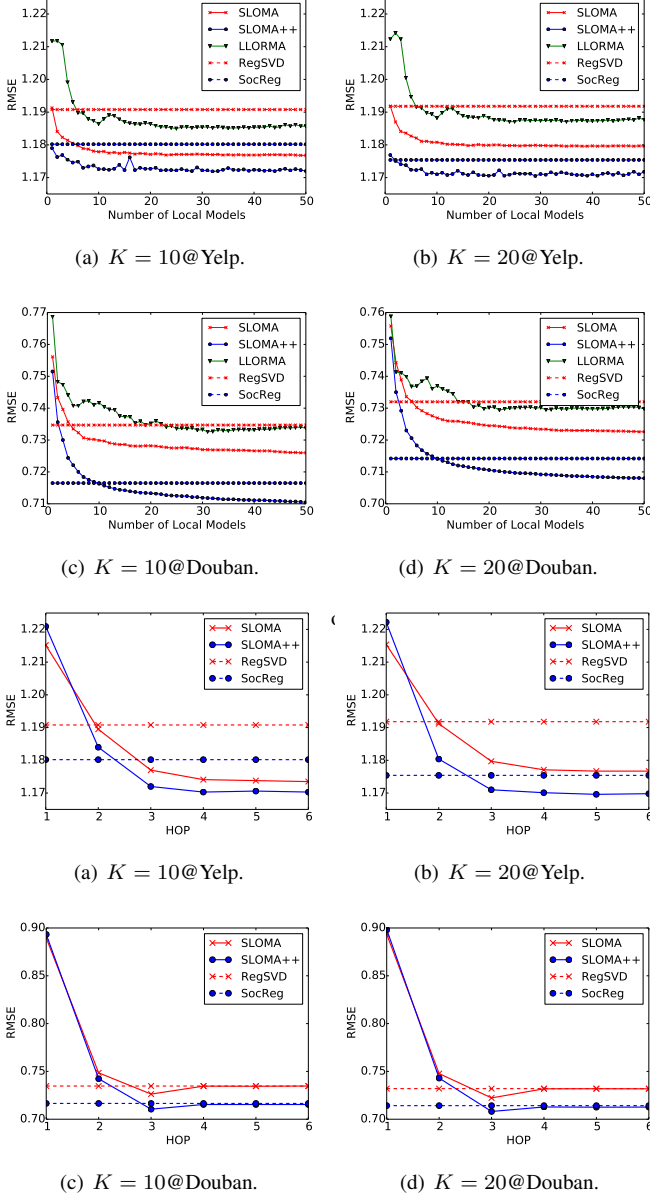 1.22
1.21
1.20
1.19
1.18
1.17
RMSE
SLOMA
SLOMA++
LLORMA
RegSVD
SocReg
0 10 20 30 40 50
Number of Local Models
(a) K = 10@Yelp.
1.22
1.21
1.20
1.19
1.18
1.17
RMSE
SLOMA
SLOMA++
LLORMA
RegSVD
SocReg
0 10 20 30 40 50
Number of Local Models
(b) K = 20@Yelp.
0.77
0.76
0.75
0.74
0.73
0.72
0.71
RMSE
SLOMA
SLOMA++
LLORMA
RegSVD
SocReg
0 10 20 30 40 50
Number of Local Models
(c) K = 10@Douban.
0.76
0.75
0.74
0.73
0.72
0.71
0.70
RMSE
SLOMA
SLOMA++
LLORMA
RegSVD
SocReg
0 10 20 30 40 50
Number of Local Models
(d) K = 20@Douban.
1.22
1.21
1.20
1.19
1.18
1.17
RMSE
SLOMA
SLOMA++
RegSVD
SocReg
1 2 3 4 5 6
HOP
(a) K = 10@Yelp.
1.22
1.21
1.20
1.19
1.18
1.17
RMSE
SLOMA
SLOMA++
RegSVD
SocReg
1 2 3 4 5 6
HOP
(b) K = 20@Yelp.
0.90
0.85
0.80
0.75
0.70
RMSE
SLOMA
SLOMA++
RegSVD
SocReg
1 2 3 4 5 6
HOP
(c) K = 10@Douban.
0.90
0.85
0.80
0.75
0.70
RMSE
SLOMA
SLOMA++
RegSVD
SocReg
1 2 3 4 5 6
HOP
(d) K = 20@Douban.